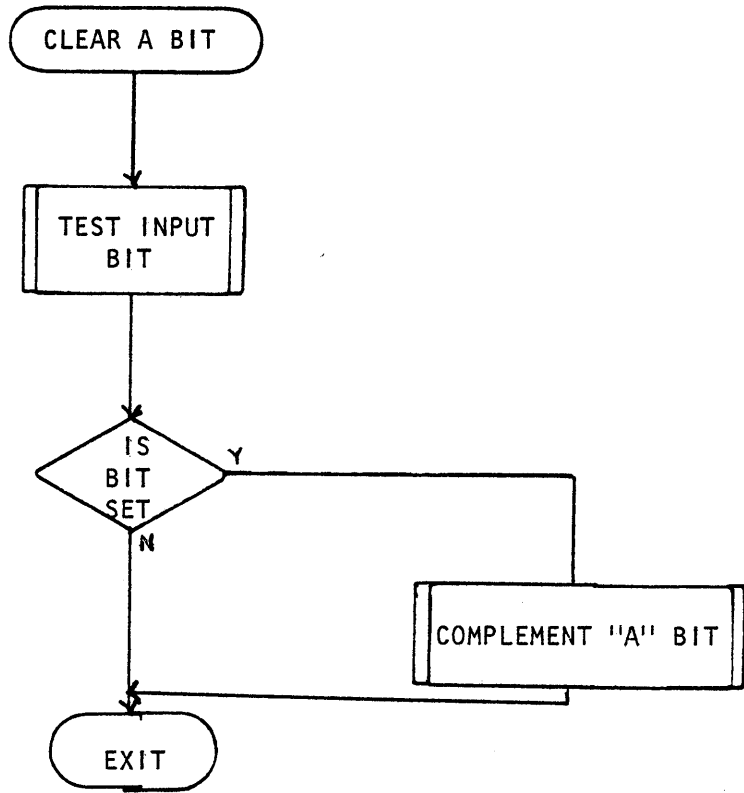 CLEAR A BIT
TEST INPUT
BIT
IS
BIT
SET
Y
N
COMPLEMENT "A" BIT
EXIT